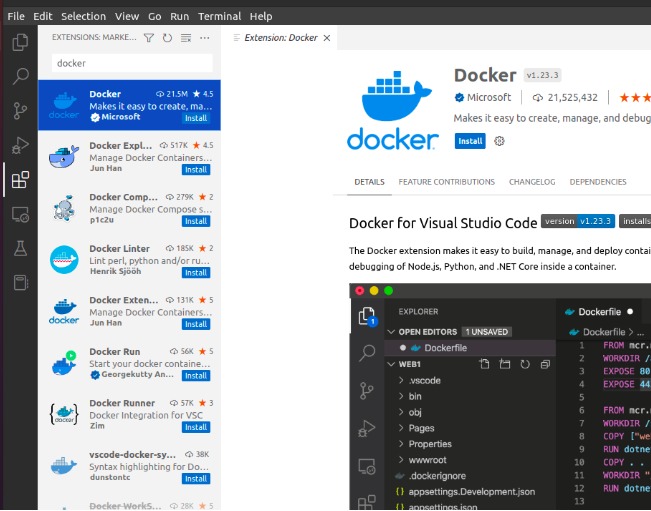 File Edit Selection View Go Run Terminal Help
EXTENSIONS: MARKE...
docker
Docker 21.5M 4.5
Makes it easy to create, ma...
Microsoft Install
Docker Expl... 517K 4.5
Manage Docker Containers...
Jun Han Install
Docker Comp... 279K 2
Manage Docker Compose s...
p1c2u Install
Docker Linter 185K 2
Lint perl, python and/or ru...
Henrik Sjööh Install
Docker Exten... 131K 5
Manage Docker Containers...
Jun Han Install
Docker Run 56K 5
Start your docker containe...
Georgekutty An... Install
Docker Runner 57K 3
Docker Integration for VSC
Zim Install
vscode-docker-sy... 38K
Syntax highlighting for Do...
dunstontc Install
Docker WorkS... 28K 5
Extension: Docker
docker
Docker v1.23.3
Microsoft 21,525,432
Makes it easy to create, manage, and debug
Install
DETAILS FEATURE CONTRIBUTIONS CHANGELOG DEPENDENCIES
Docker for Visual Studio Code version v1.23.3 installs
The Docker extension makes it easy to build, manage, and deploy contai
debugging of Node.js, Python, and .NET Core inside a container.
EXPLORER
OPEN EDITORS 1 UNSAVED
Dockerfile
WEB1
.vscode
bin
obj
Pages
Properties
wwwroot
.dockerignore
appsettings.Development.json
appsettings.json
1
Dockerfile
Dockerfile > ...
1 FROM mcr.m
2 WORKDIR /a
3 EXPOSE 80
4 EXPOSE 44
5
6 FROM mcr.m
7 WORKDIR /
8 COPY ["we
9 RUN dotne
10 COPY . .
11 WORKDIR "
12 RUN dotne
13